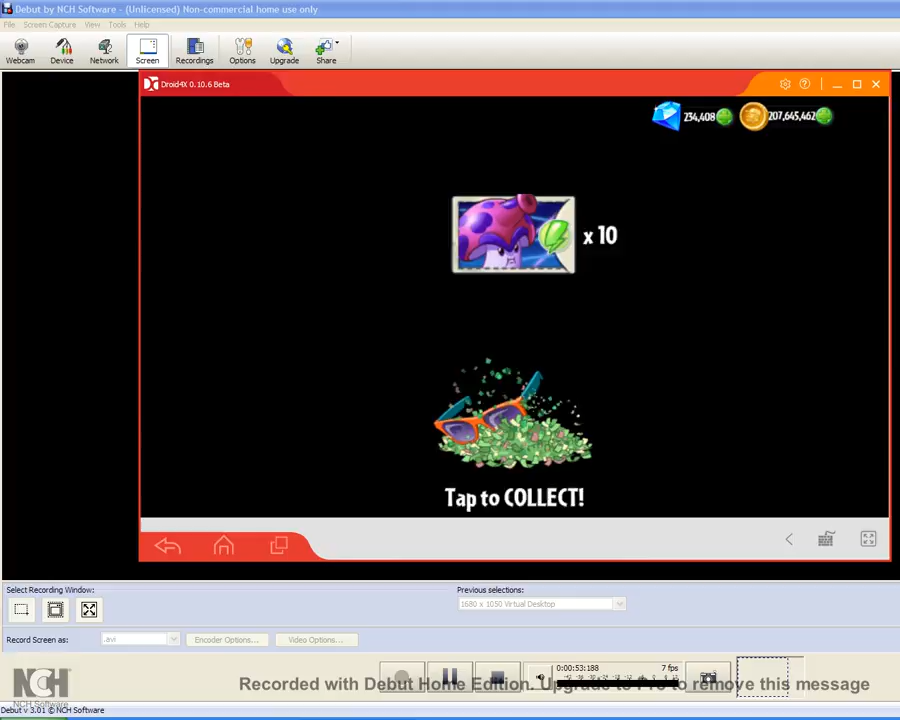 Debut by NCH Software - (Unlicensed) Non-commercial home use only
File Screen Capture View Tools Help
Webcam Device Network Screen Recordings Options Upgrade Share
Droid4X 0.10.6 Beta
234,408 207,645,462
x 10
Tap to COLLECT!
Select Recording Window:
Previous selections:
1680 x 1050 Virtual Desktop
Record Screen as: .avi Encoder Options... Video Options...
0:00:53:188 7 fps
NCH
NCH Software
Recorded with Debut Home Edition. Upgrade to Pro to remove this message
Debut v 3.01 © NCH Software